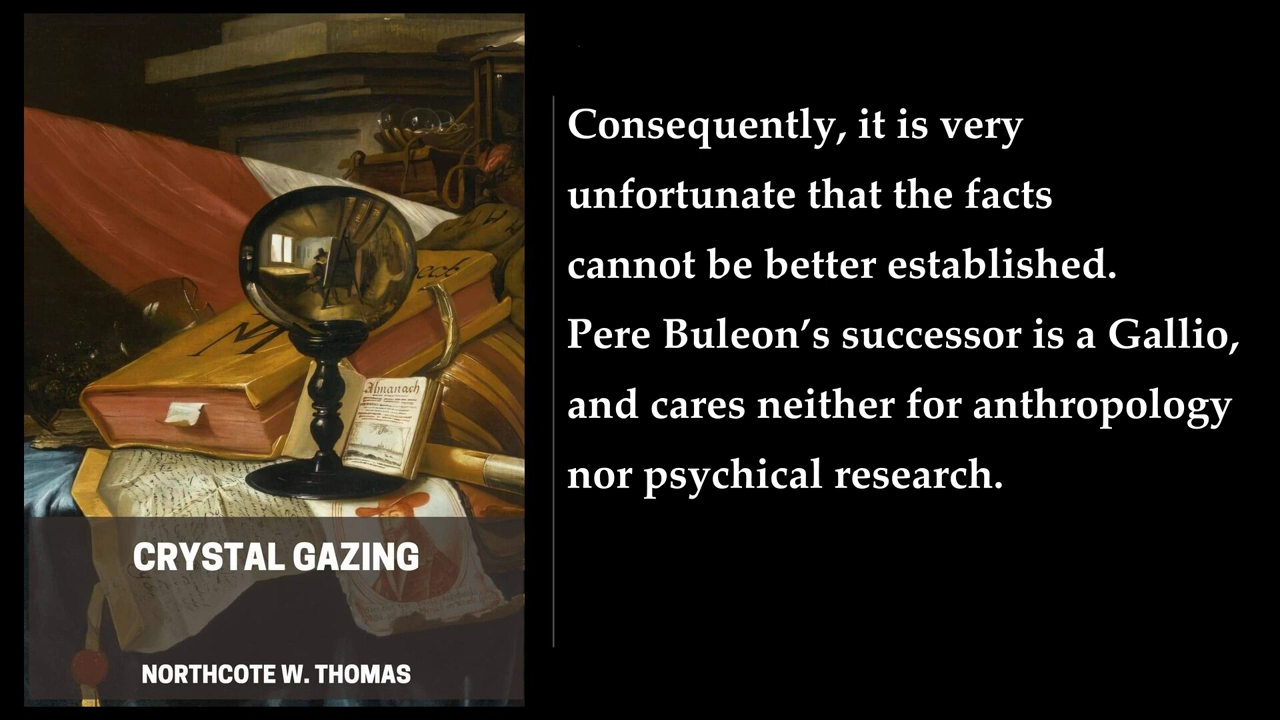 Consequently, it is very
unfortunate that the facts
cannot be better established.
Pere Buleon’s successor is a Gallio,
and cares neither for anthropology
nor psychical research.
M
Almanach
CRYSTAL GAZING
NORTHCOTE W. THOMAS